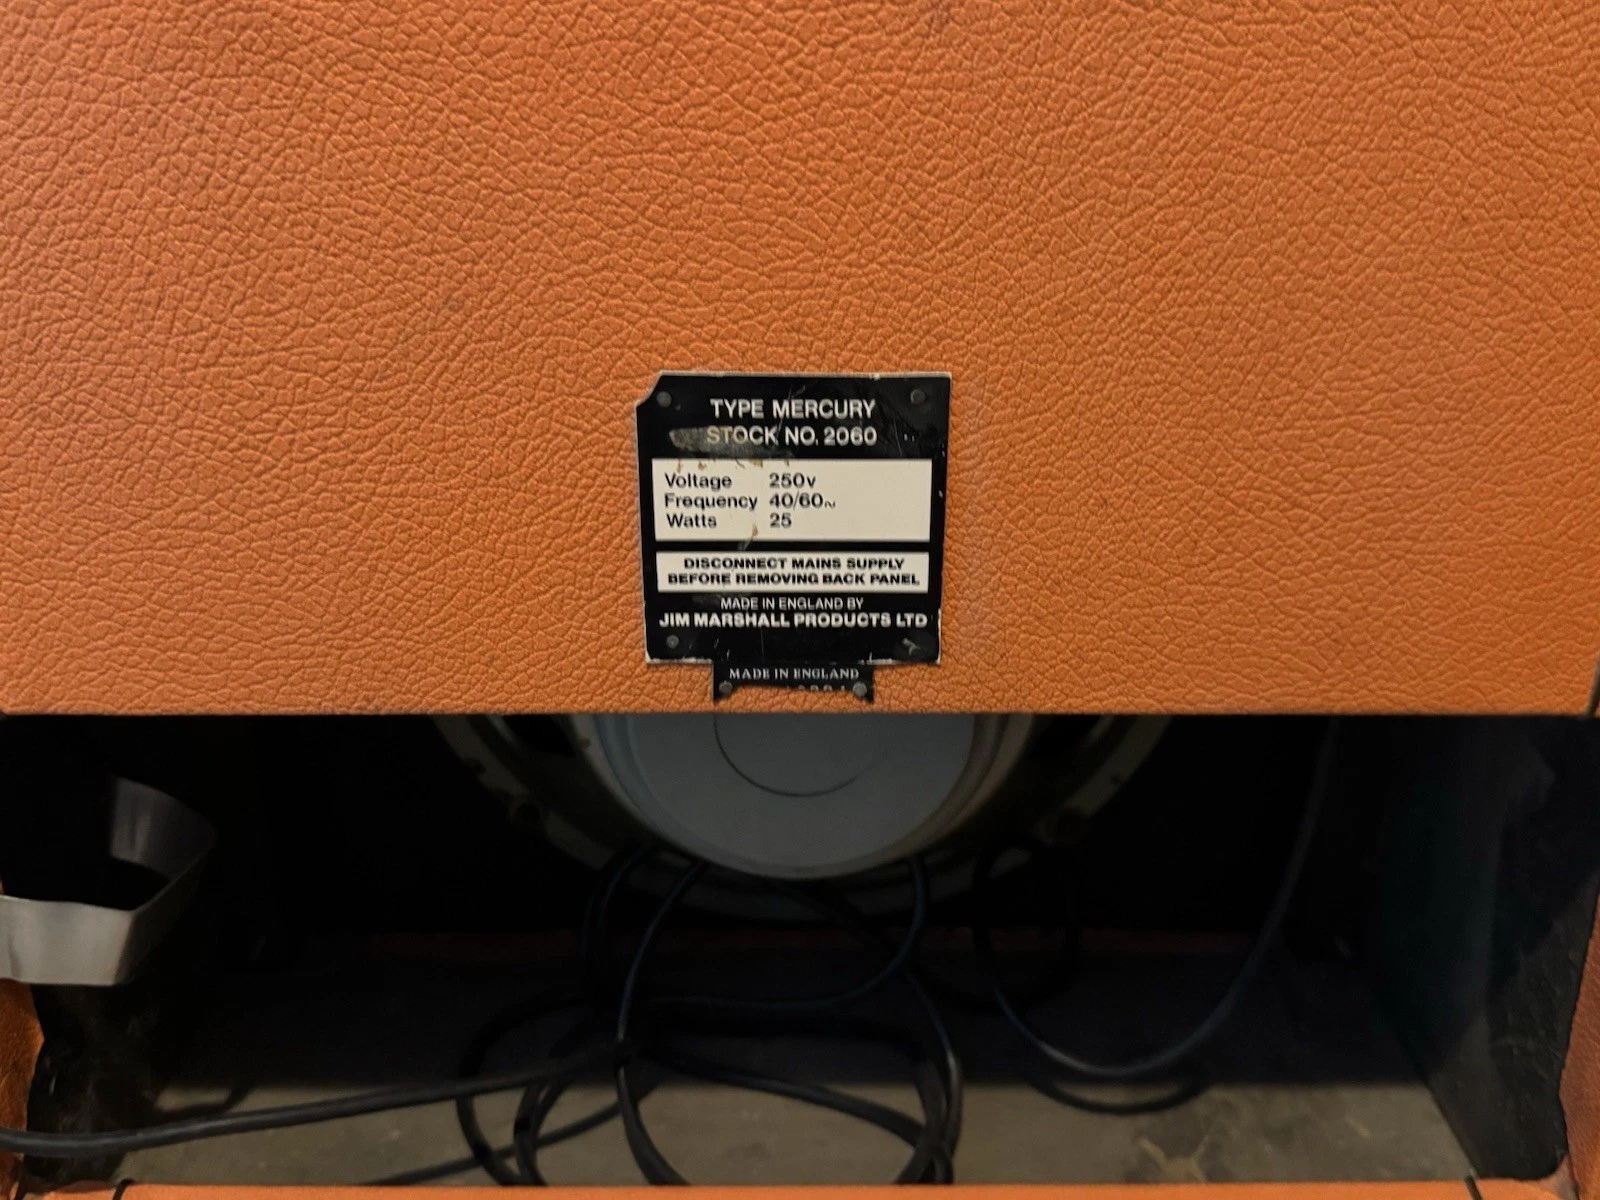 TYPE MERCURY
STOCK NO. 2060
Voltage 250v
Frequency 40/60~
Watts 25
DISCONNECT MAINS SUPPLY
BEFORE REMOVING BACK PANEL
MADE IN ENGLAND BY
JIM MARSHALL PRODUCTS LTD
MADE IN ENGLAND